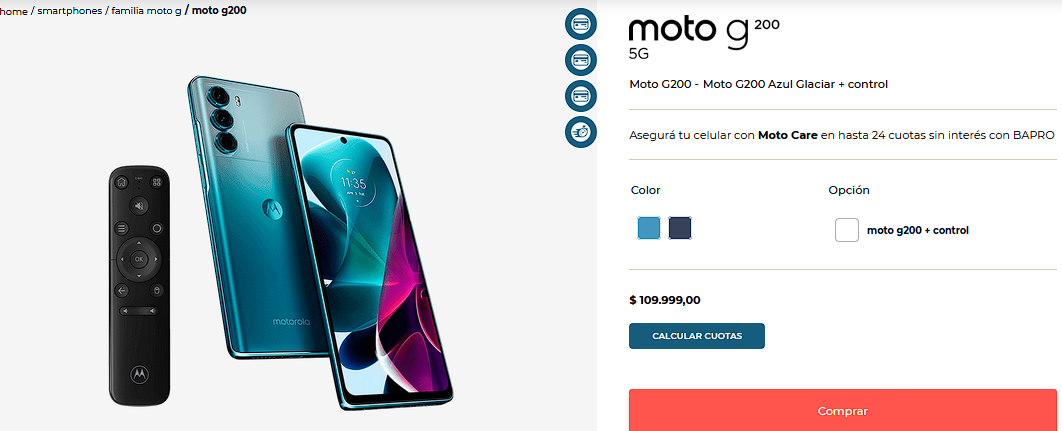 home / smartphones / familia moto g / moto g200
moto g 200
5G
Moto G200 - Moto G200 Azul Glaciar + control
Asegurá tu celular con Moto Care en hasta 24 cuotas sin interés con BAPRO
Color
Opción
moto g200 + control
$ 109.999,00
CALCULAR CUOTAS
Comprar
11:35
motorola
OK